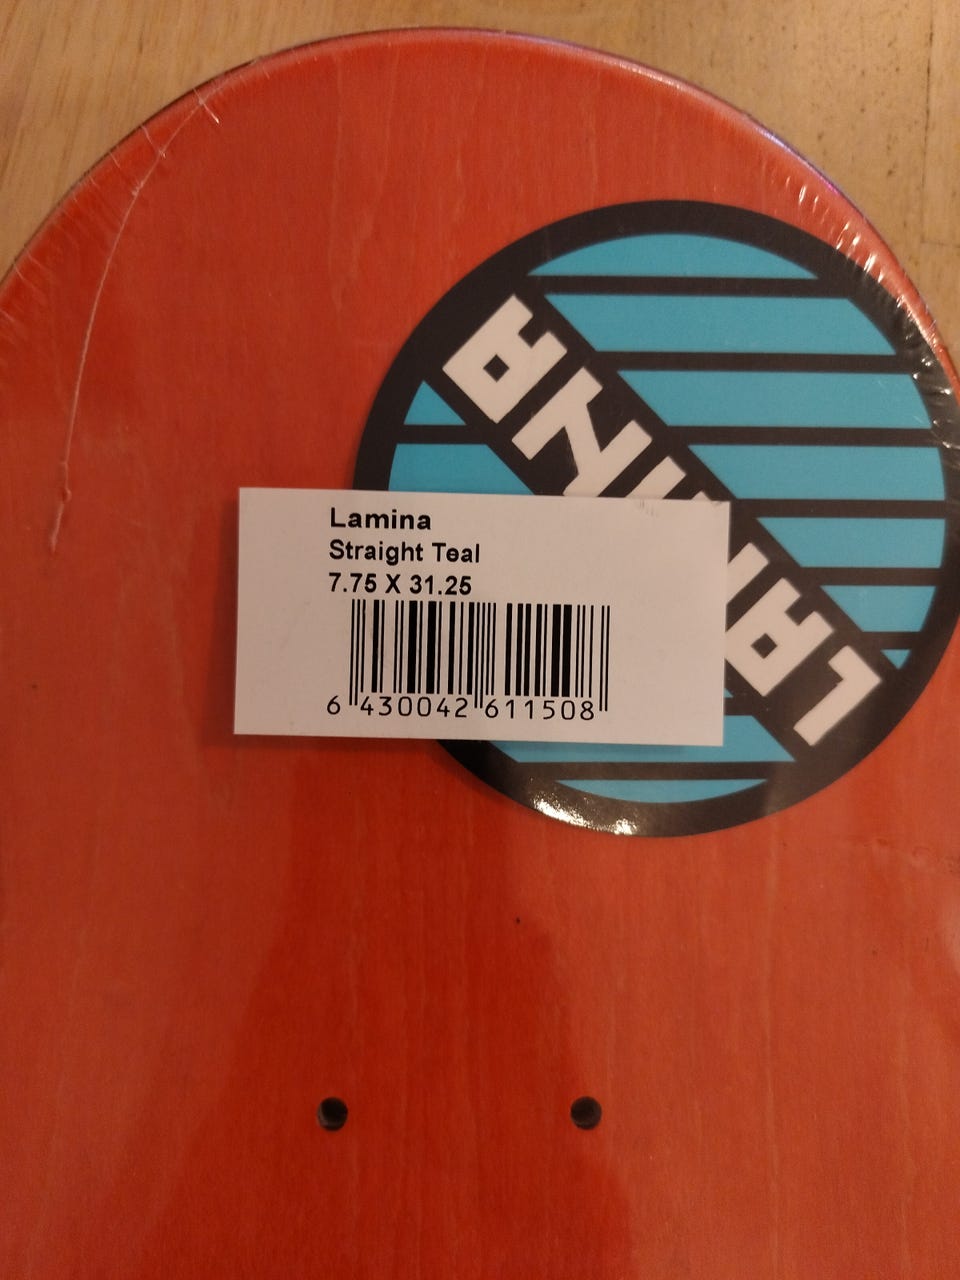 LAMINA
Lamina
Straight Teal
7.75 X 31.25
6 430042 611508